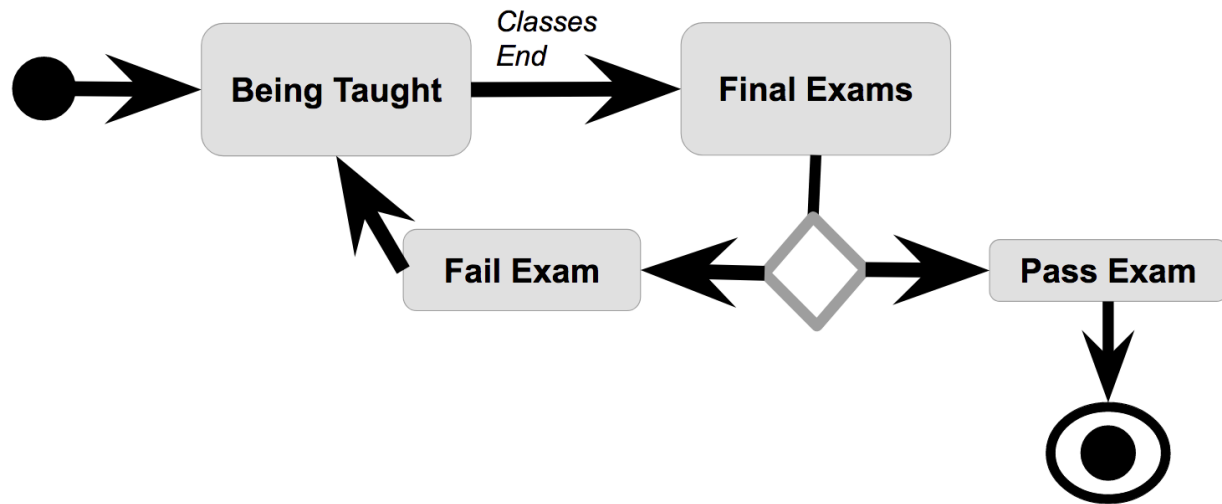 Classes
End
Being Taught
Final Exams
Fail Exam
Pass Exam